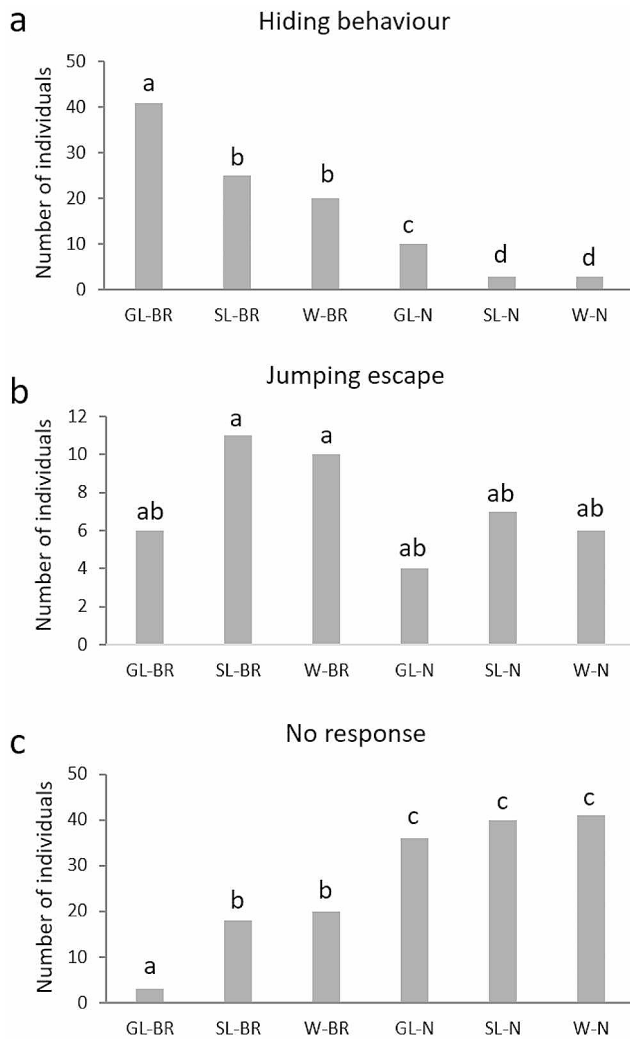 a
Hiding behaviour
Number of individuals
50
40
30
20
10
0
a
b
b
c
d
d
GL-BR SL-BR W-BR GL-N SL-N W-N
b
Jumping escape
Number of individuals
12
10
8
6
4
2
0
ab
a
a
ab
ab
ab
GL-BR SL-BR W-BR GL-N SL-N W-N
c
No response
Number of individuals
50
40
30
20
10
0
a
b
b
c
c
c
GL-BR SL-BR W-BR GL-N SL-N W-N